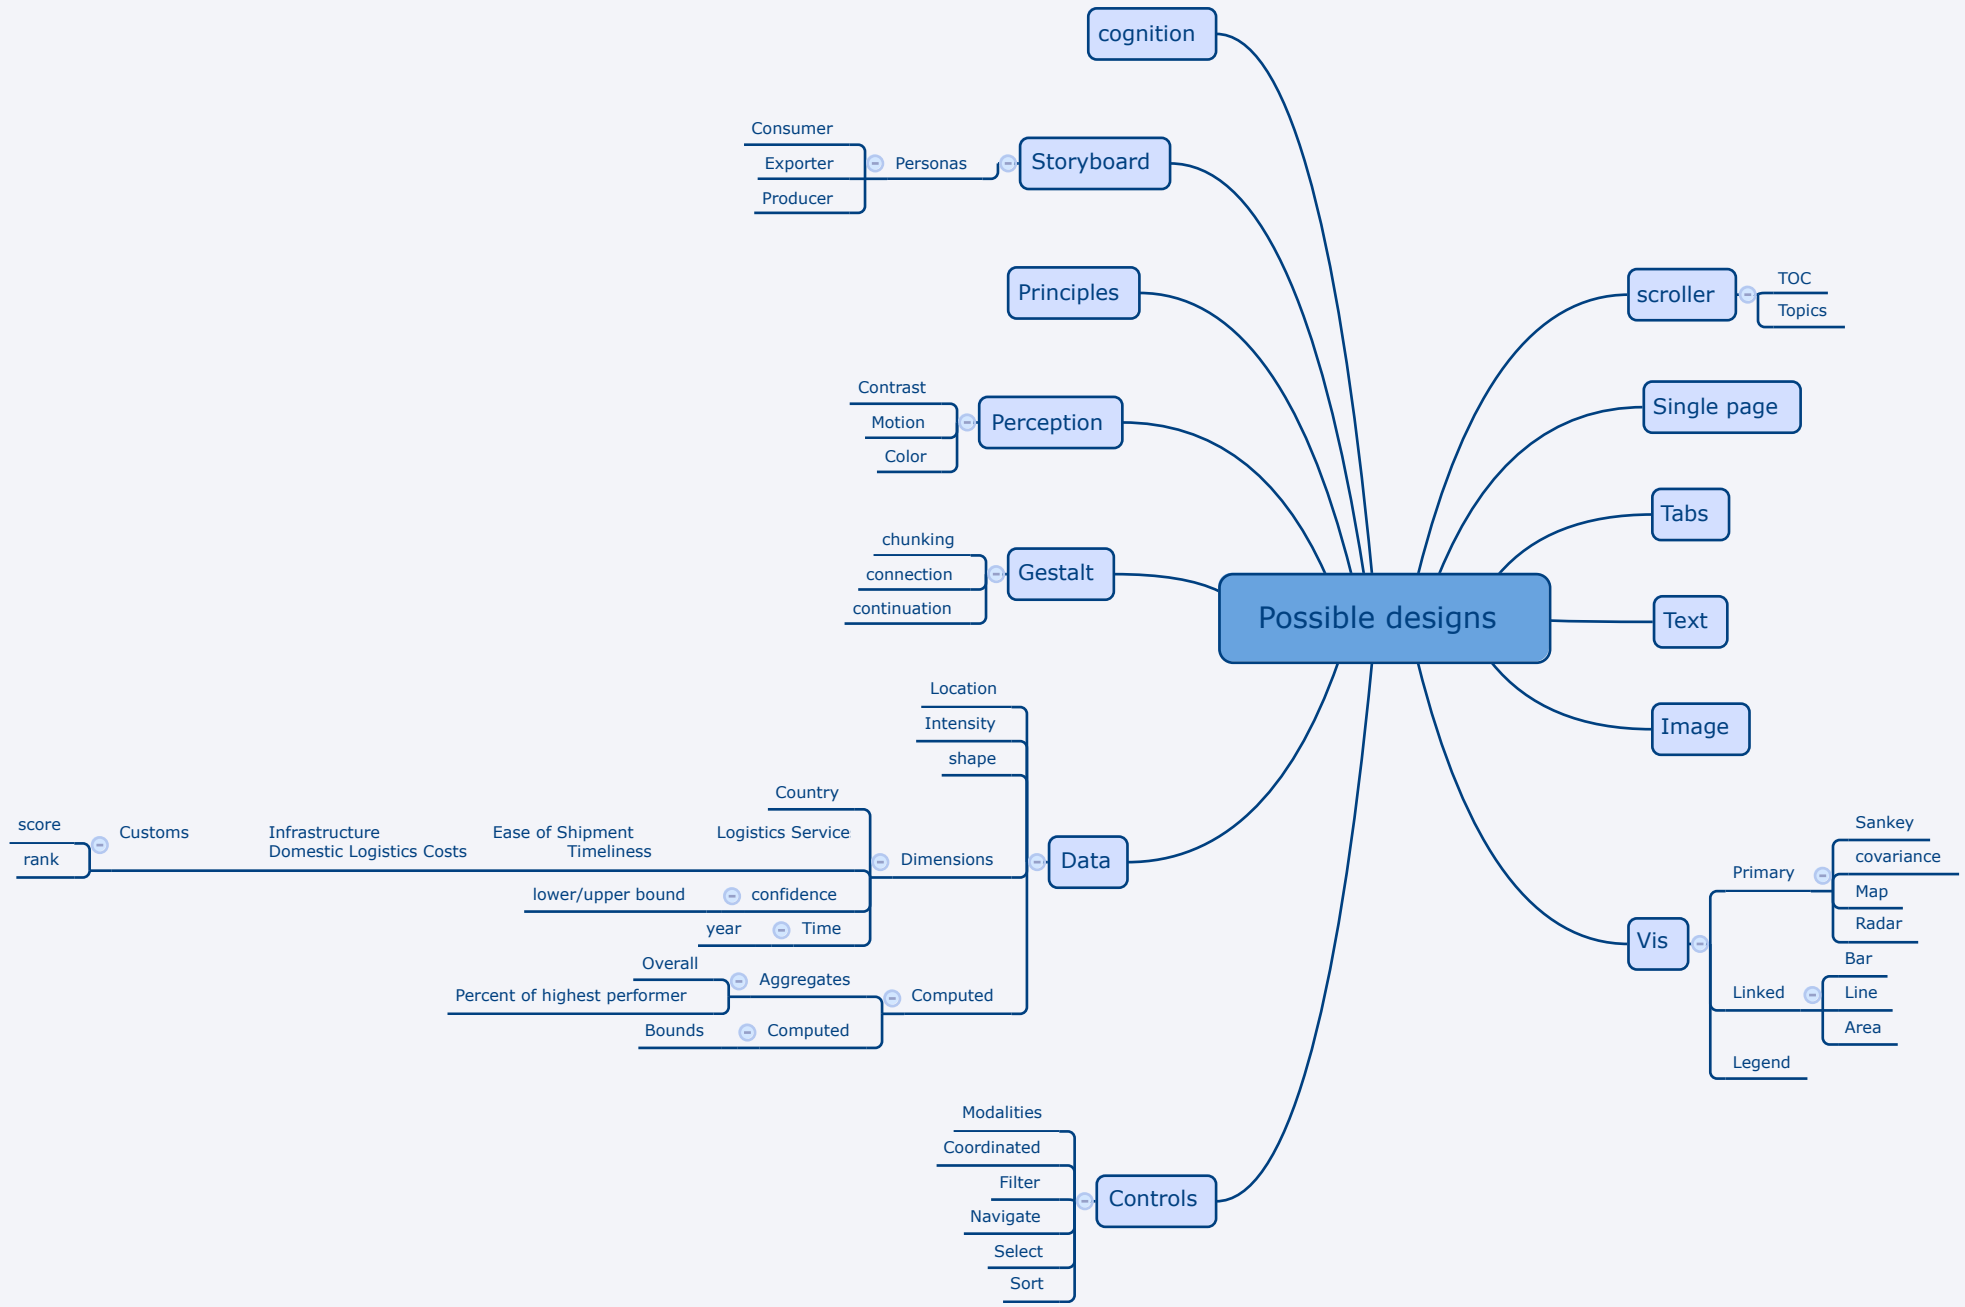 cognition
Consumer
Exporter
Producer
Personas
Storyboard
Principles
Contrast
Motion
Color
Perception
chunking
connection
continuation
Gestalt
Location
Intensity
shape
Country
score
rank
Customs Infrastructure Ease of Shipment Logistics Service
Domestic Logistics Costs Timeliness
Dimensions
lower/upper bound confidence
year Time
Overall
Percent of highest performer
Aggregates
Bounds Computed
Computed
Data
Modalities
Coordinated
Filter
Navigate
Select
Sort
Controls
Possible designs
scroller
TOC
Topics
Single page
Tabs
Text
Image
Vis
Primary
Sankey
covariance
Map
Radar
Linked
Bar
Line
Area
Legend